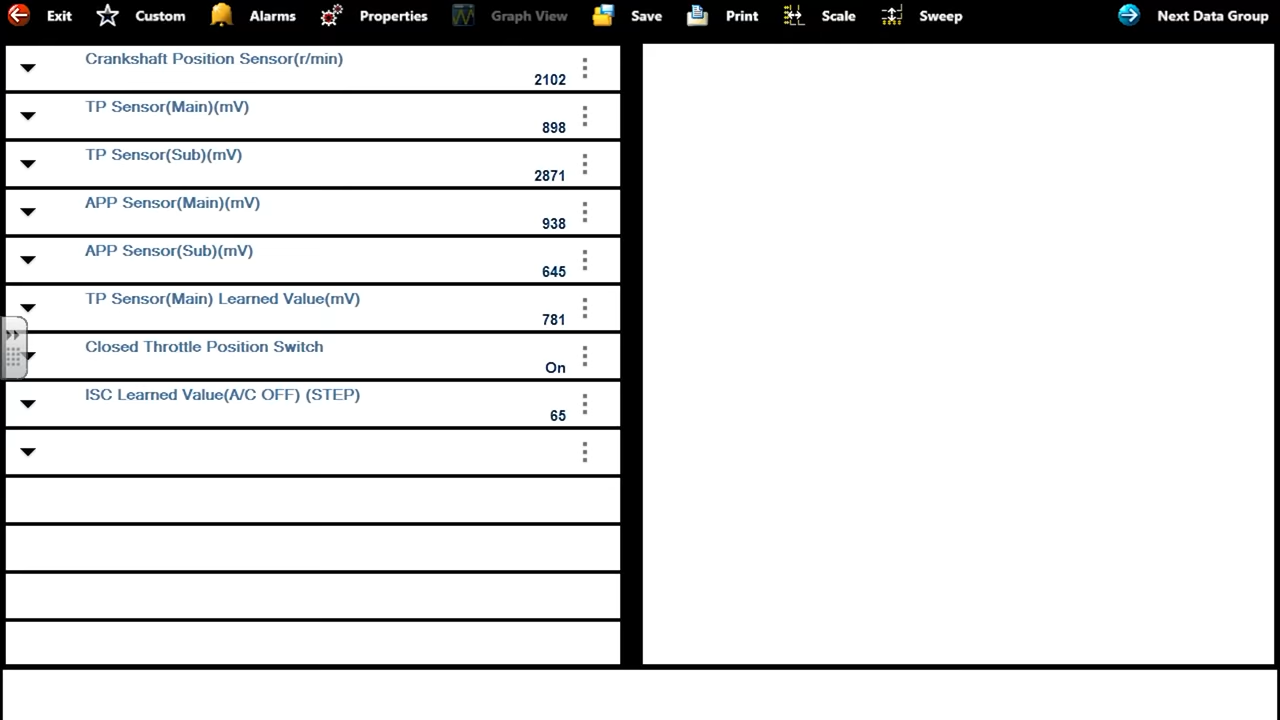 Exit Custom Alarms Properties Graph View Save Print Scale Sweep Next Data Group
Crankshaft Position Sensor(r/min)
2102
TP Sensor(Main)(mV)
898
TP Sensor(Sub)(mV)
2871
APP Sensor(Main)(mV)
938
APP Sensor(Sub)(mV)
645
TP Sensor(Main) Learned Value(mV)
781
Closed Throttle Position Switch
On
ISC Learned Value(A/C OFF) (STEP)
65